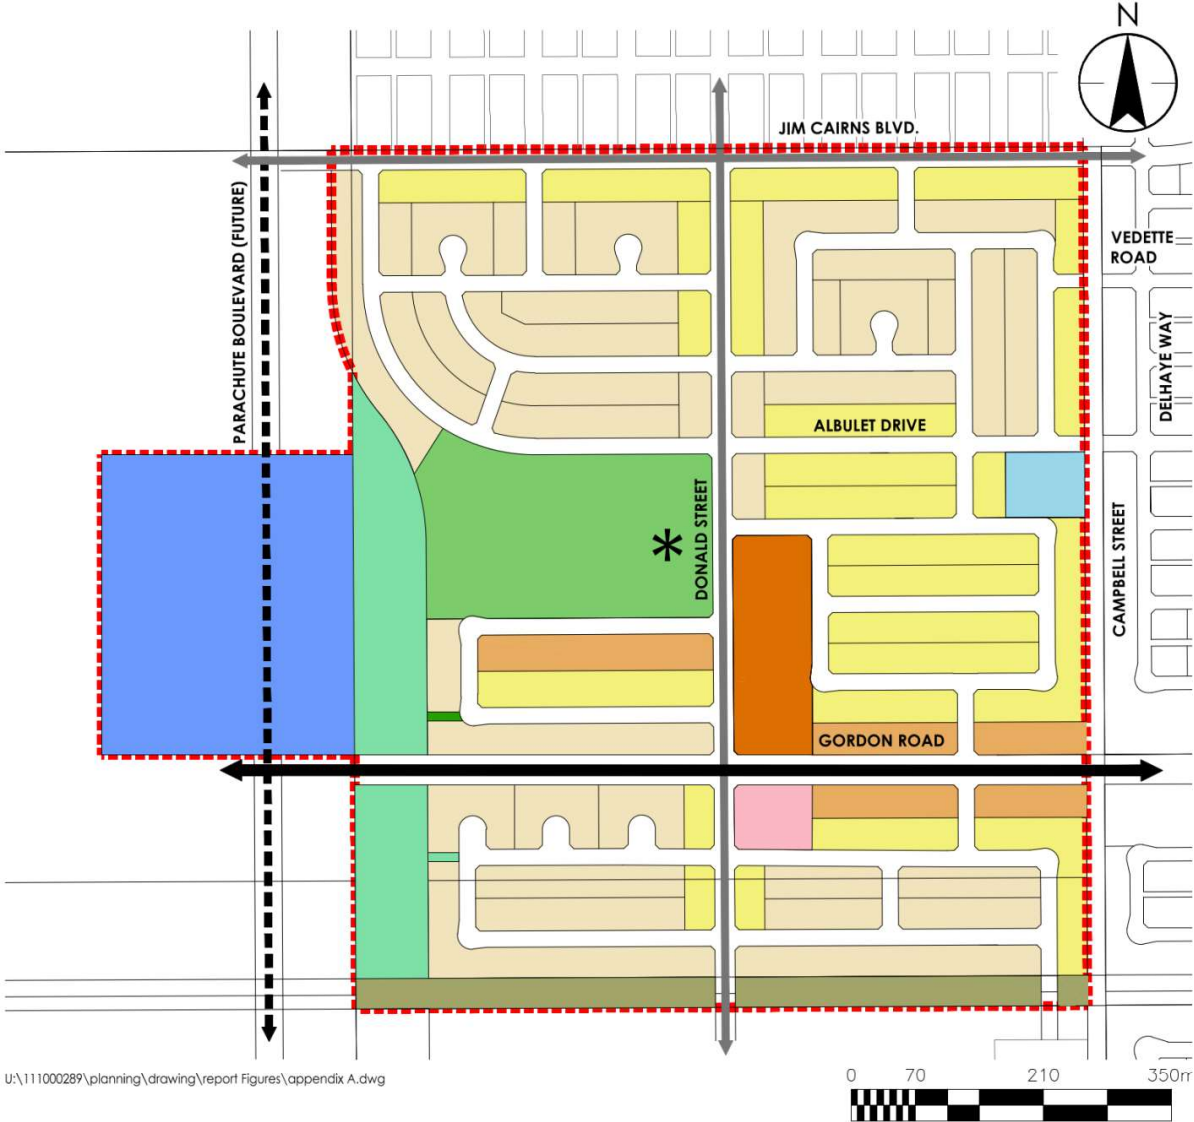 N
JIM CAIRNS BLVD.
PARACHUTE BOULEVARD (FUTURE)
VEDETTE
ROAD
DELHAYE WAY
ALBULET DRIVE
DONALD STREET
*
CAMPBELL STREET
GORDON ROAD
U:\111000289\planning\drawing\report Figures\appendix A.dwg
0 70 210 350m